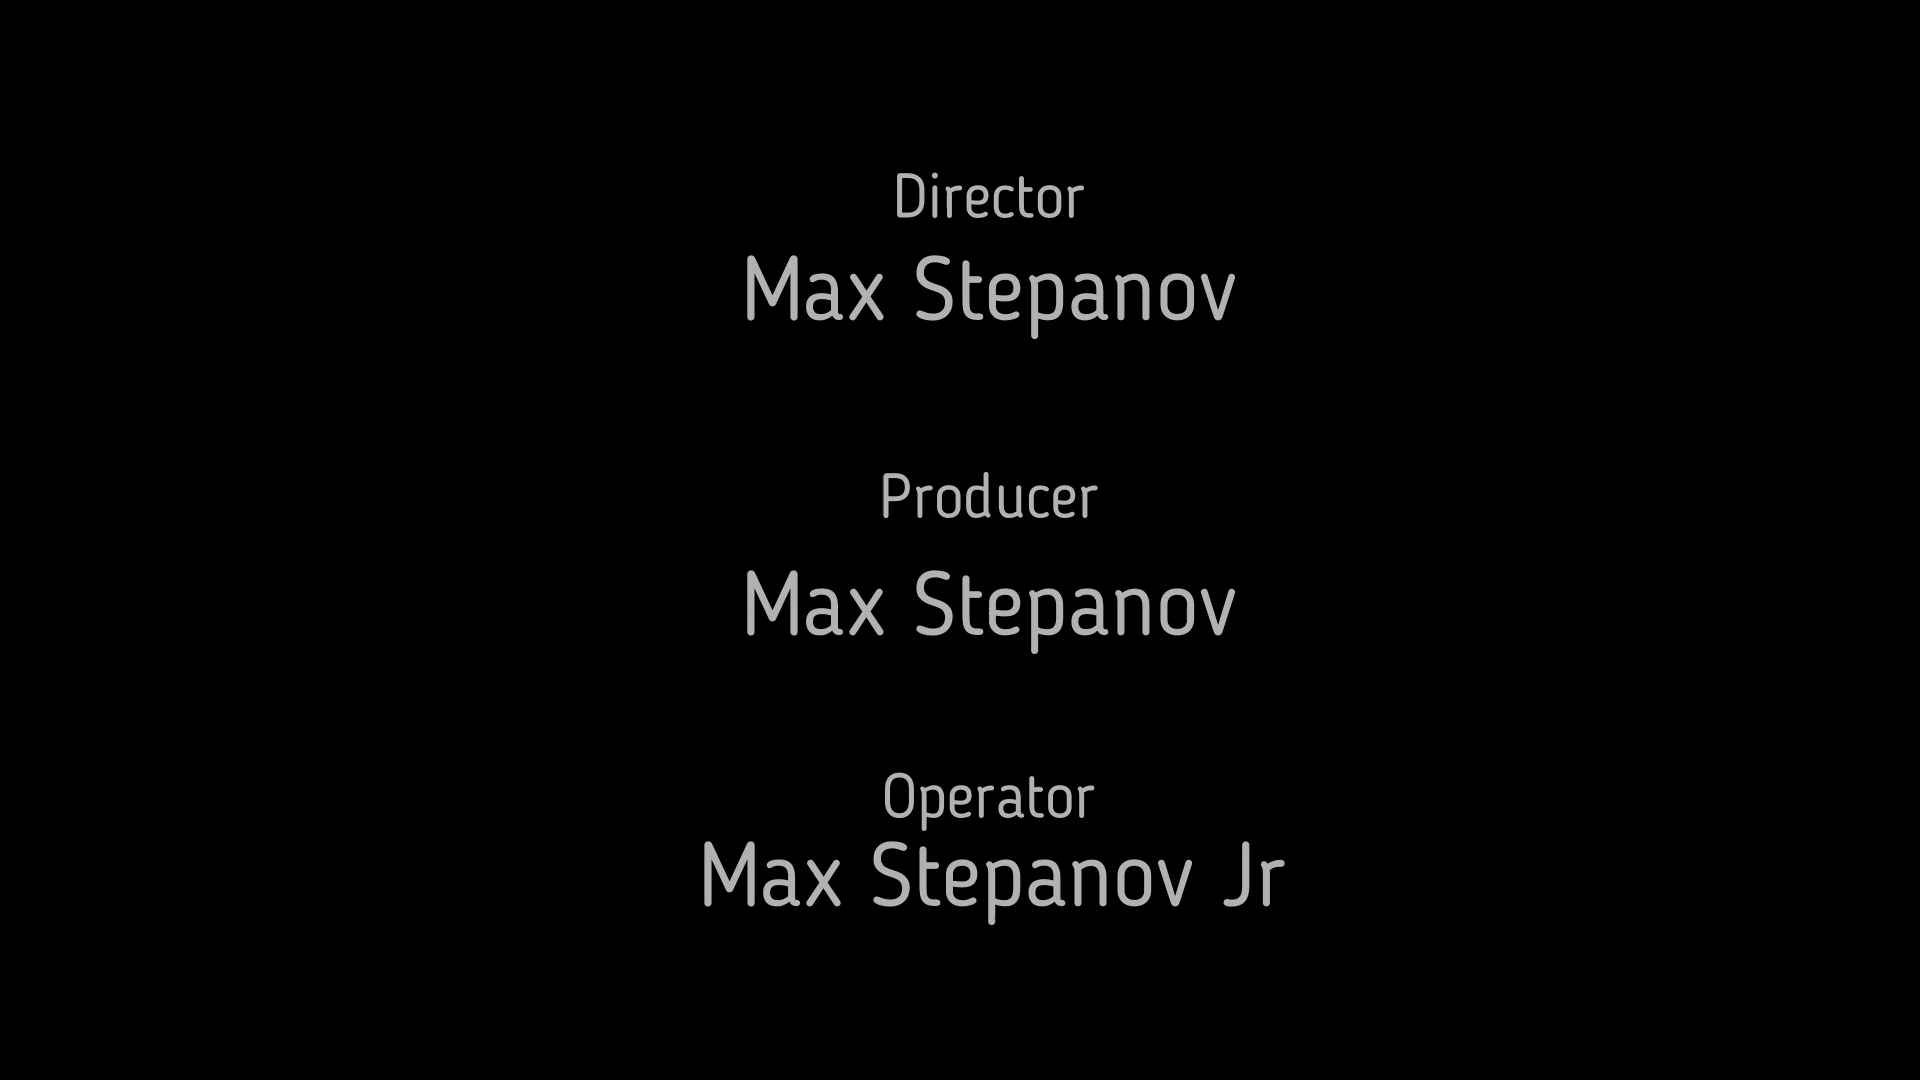 Director
Max Stepanov
Producer
Max Stepanov
Operator
Max Stepanov Jr